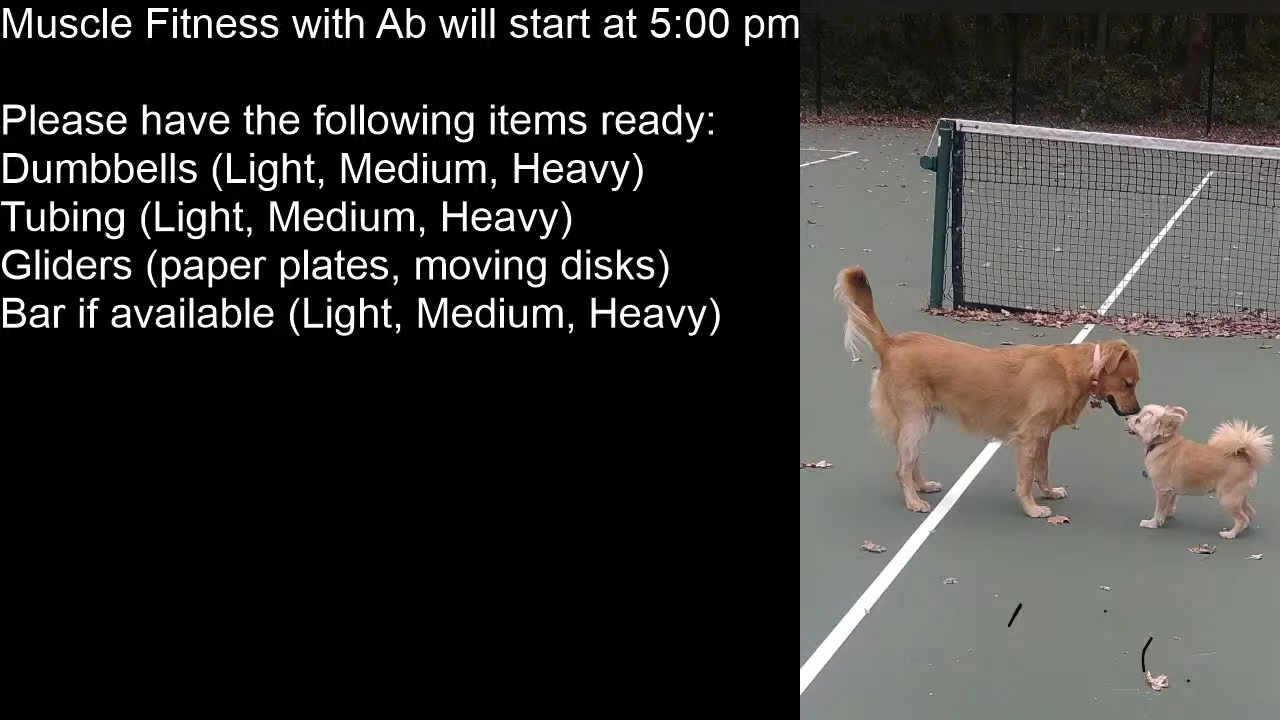 Muscle Fitness with Ab will start at 5:00 pm
Please have the following items ready:
Dumbbells (Light, Medium, Heavy)
Tubing (Light, Medium, Heavy)
Gliders (paper plates, moving disks)
Bar if available (Light, Medium, Heavy)